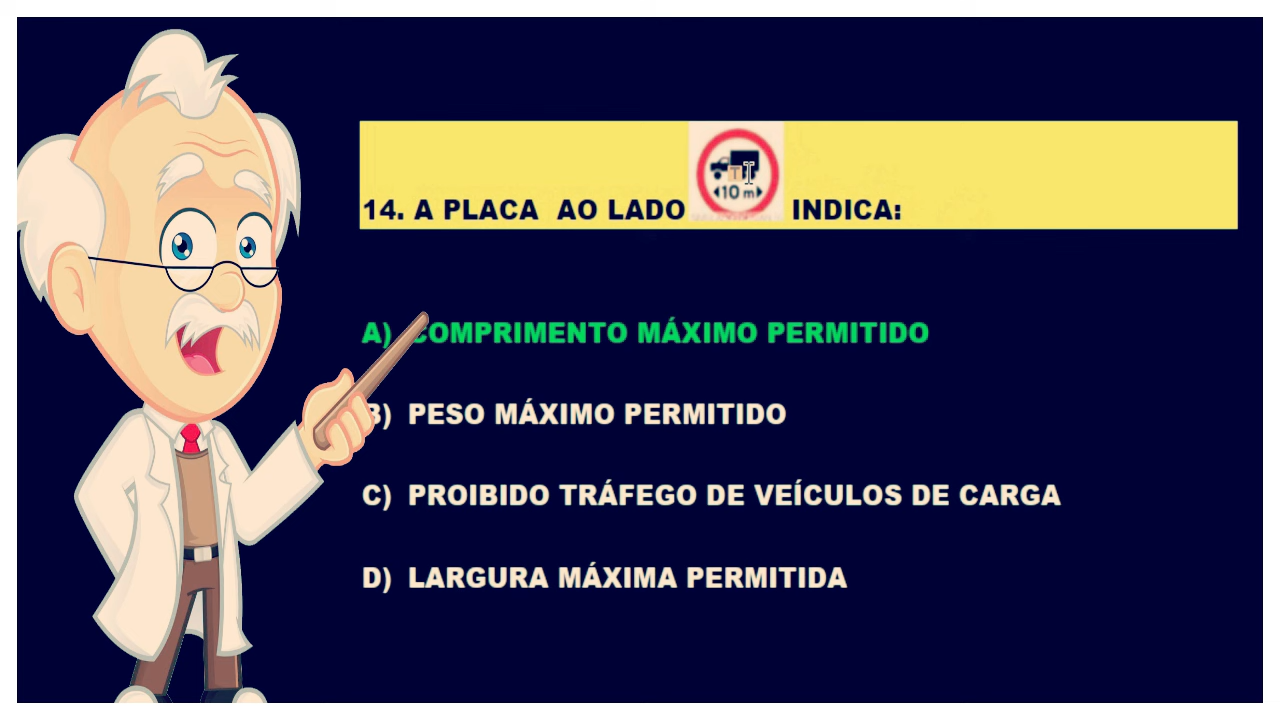 10 m
14. A PLACA AO LADO INDICA:
A) COMPRIMENTO MÁXIMO PERMITIDO
B) PESO MÁXIMO PERMITIDO
C) PROIBIDO TRÁFEGO DE VEÍCULOS DE CARGA
D) LARGURA MÁXIMA PERMITIDA